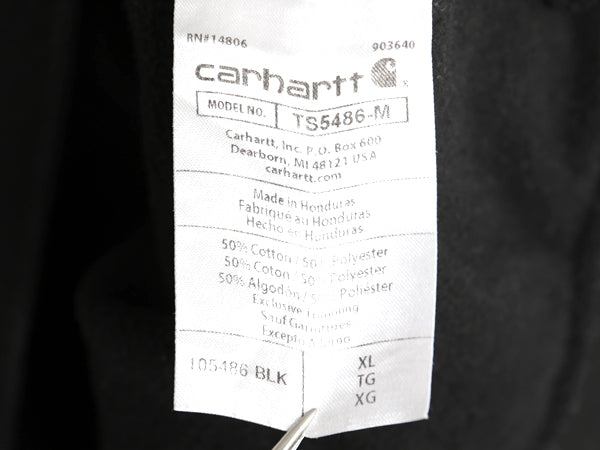 RN#14806 903640
carhartt
MODEL NO. TS5486-M
Carhartt, Inc. P.O. Box 600
Dearborn, MI 48121 USA
carhartt.com
Made in Honduras
Fabriqué au Honduras
Hecho en Honduras
50% Cotton / 50% Polyester
50% Coton / 50% Polyester
50% Algodón / Poliéster
Exclusive Trimming
Sauf Garnitures
Excepto Adorno
105486 BLK
XL
TG
XG